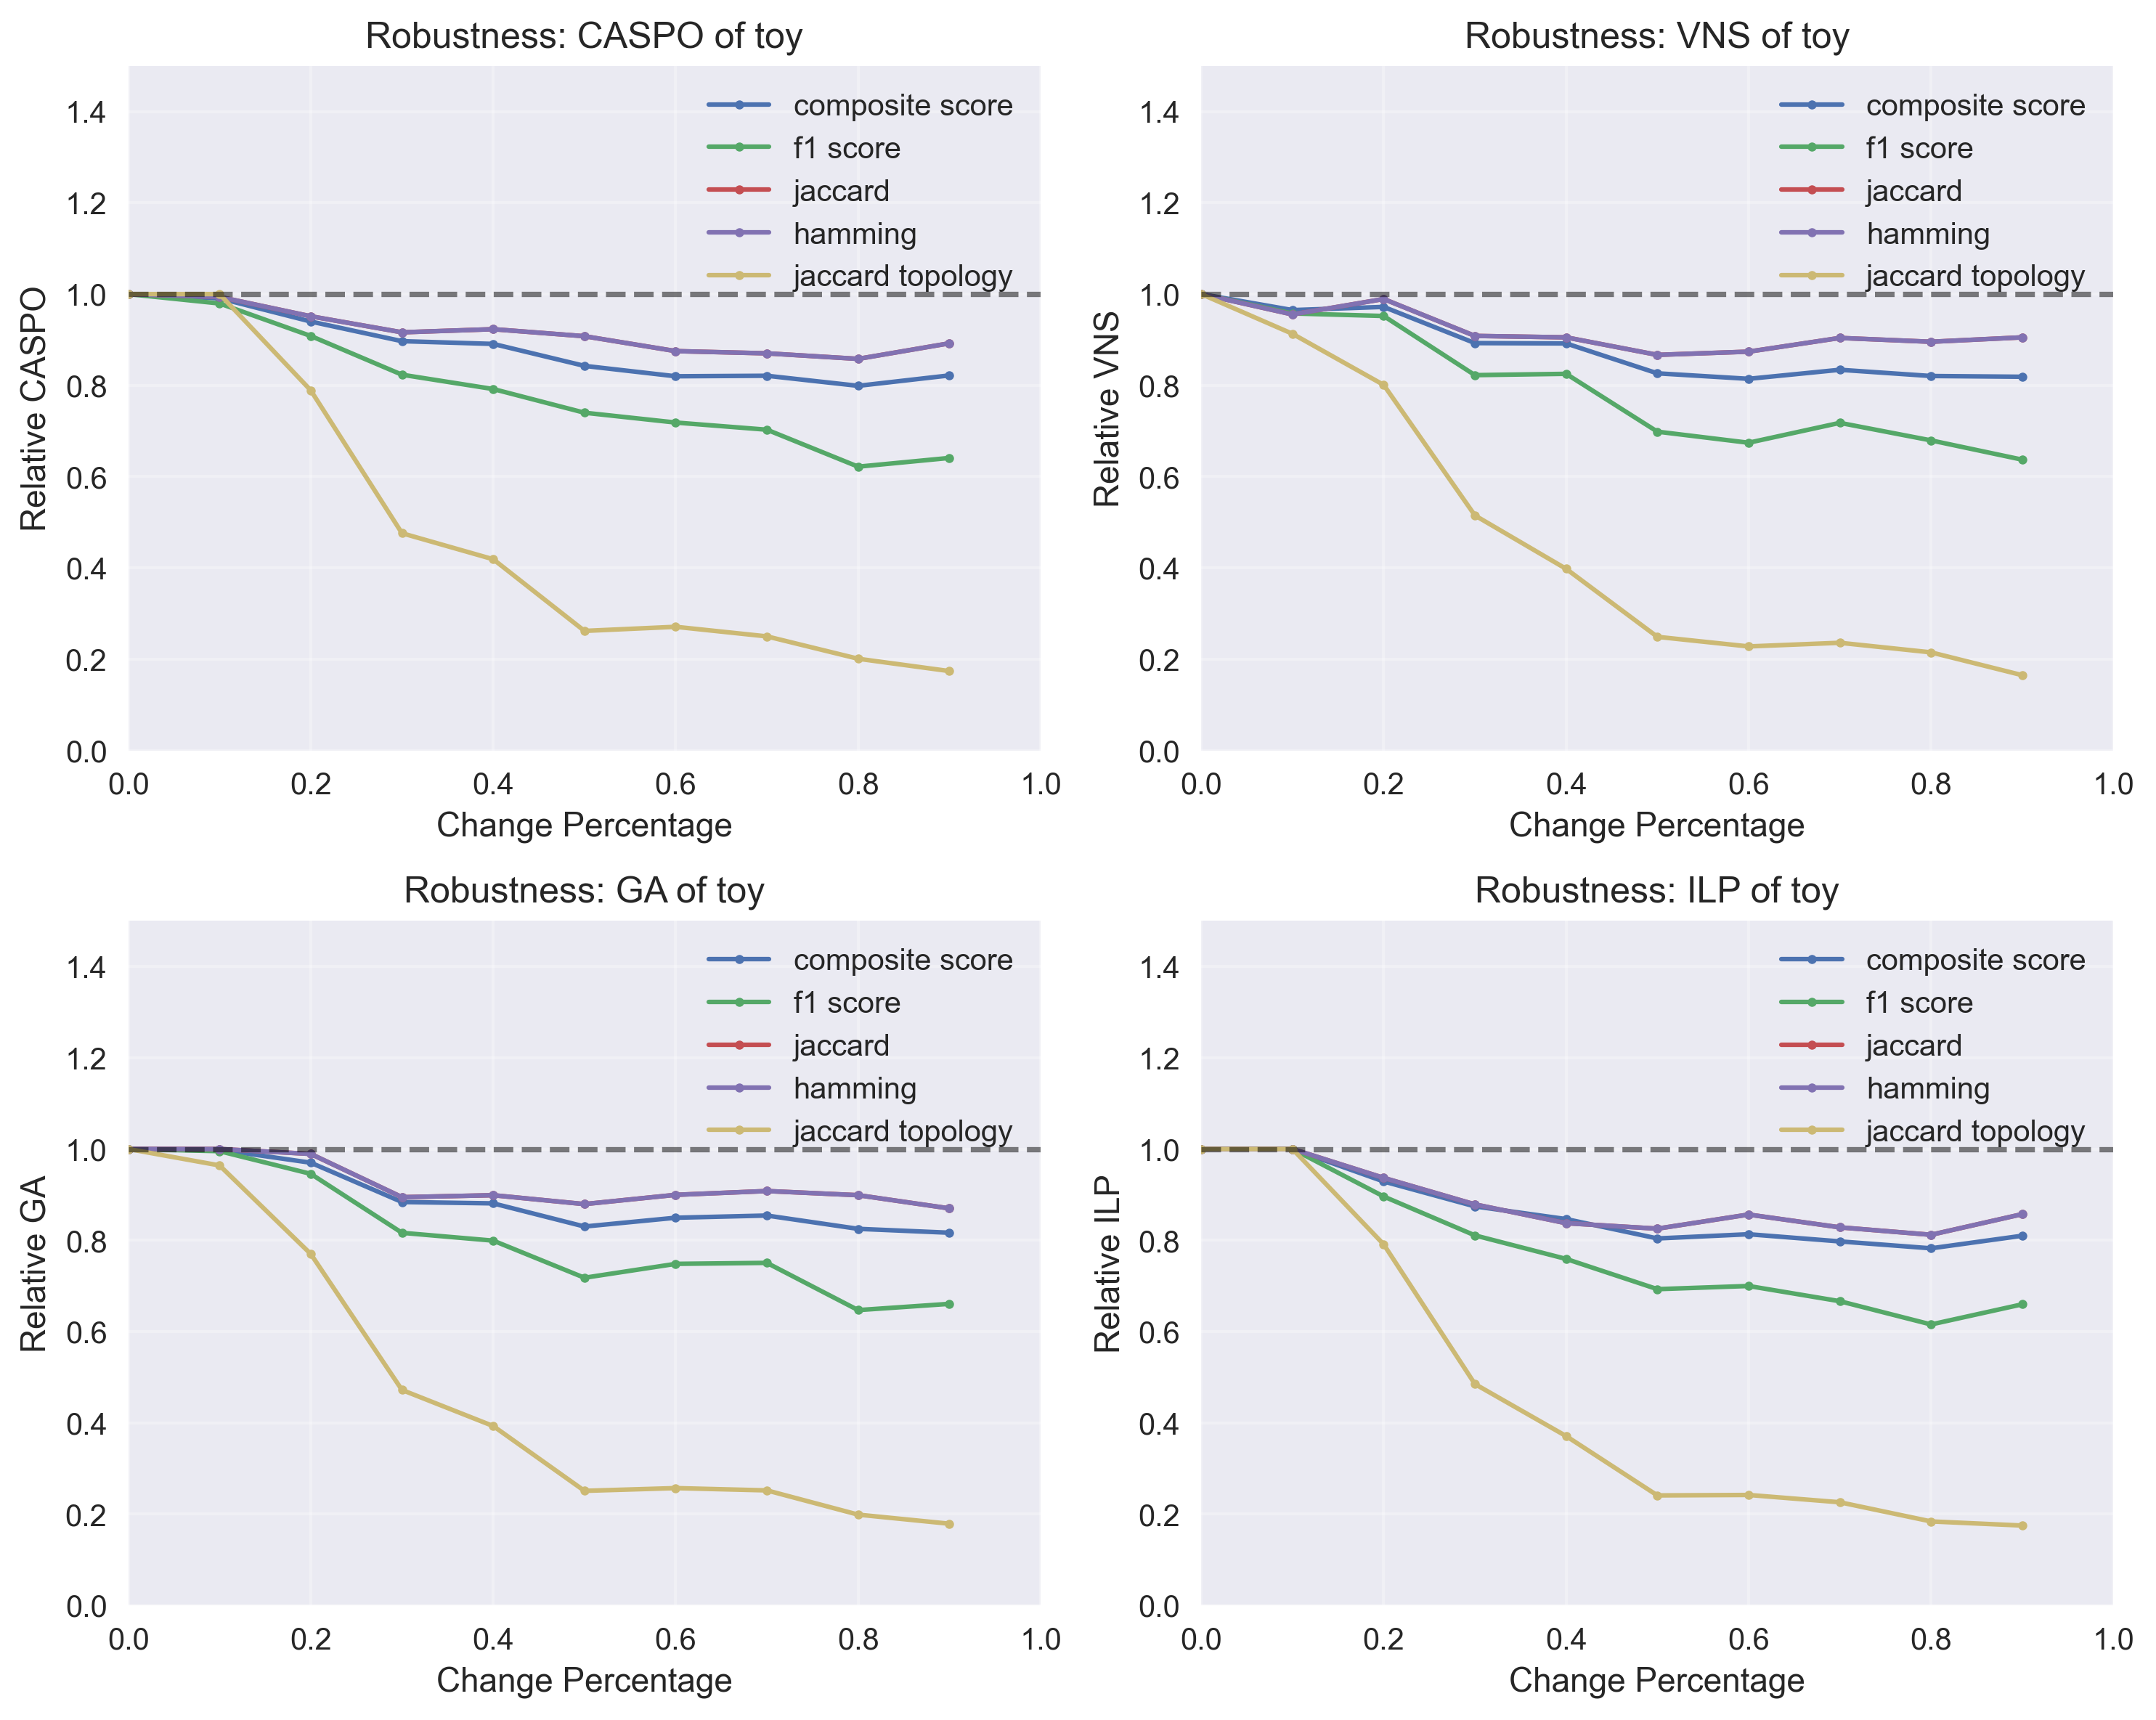 Robustness: CASPO of toy
1.4
1.2
1.0
0.8
0.6
0.4
0.2
0.0
Relative CASPO
composite score
f1 score
jaccard
hamming
jaccard topology
0.0 0.2 0.4 0.6 0.8 1.0
Change Percentage
Robustness: VNS of toy
1.4
1.2
1.0
0.8
0.6
0.4
0.2
0.0
Relative VNS
composite score
f1 score
jaccard
hamming
jaccard topology
0.0 0.2 0.4 0.6 0.8 1.0
Change Percentage
Robustness: GA of toy
1.4
1.2
1.0
0.8
0.6
0.4
0.2
0.0
Relative GA
composite score
f1 score
jaccard
hamming
jaccard topology
0.0 0.2 0.4 0.6 0.8 1.0
Change Percentage
Robustness: ILP of toy
1.4
1.2
1.0
0.8
0.6
0.4
0.2
0.0
Relative ILP
composite score
f1 score
jaccard
hamming
jaccard topology
0.0 0.2 0.4 0.6 0.8 1.0
Change Percentage